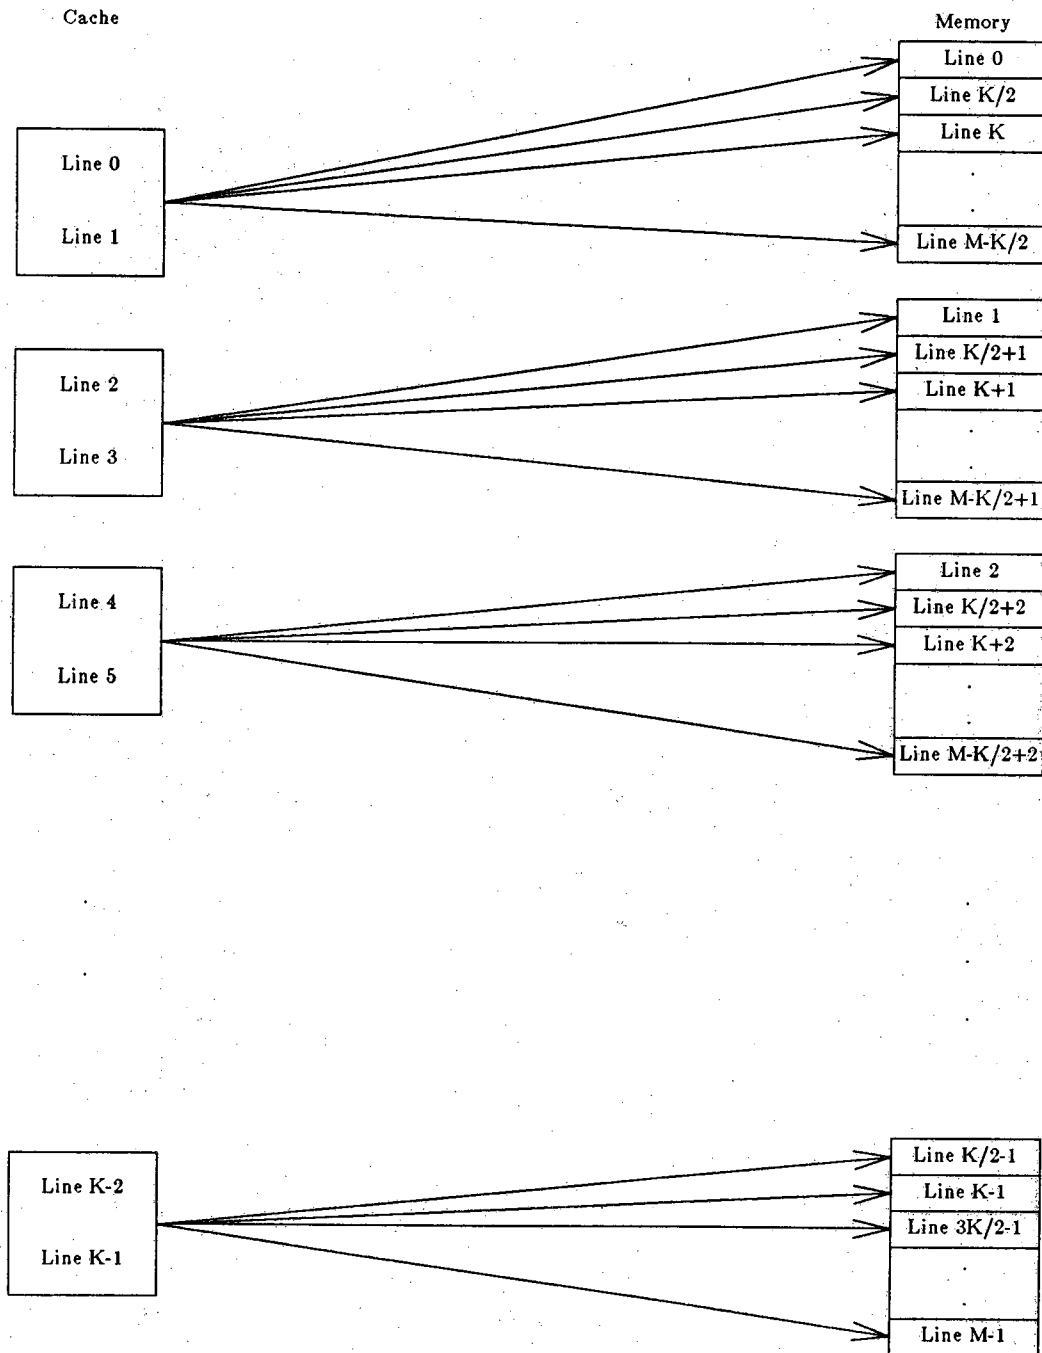 Cache
Memory
Line 0
Line 1
Line 0
Line K/2
Line K
Line M-K/2
Line 2
Line 3
Line 1
Line K/2+1
Line K+1
Line M-K/2+1
Line 4
Line 5
Line 2
Line K/2+2
Line K+2
Line M-K/2+2
Line K-2
Line K-1
Line K/2-1
Line K-1
Line 3K/2-1
Line M-1